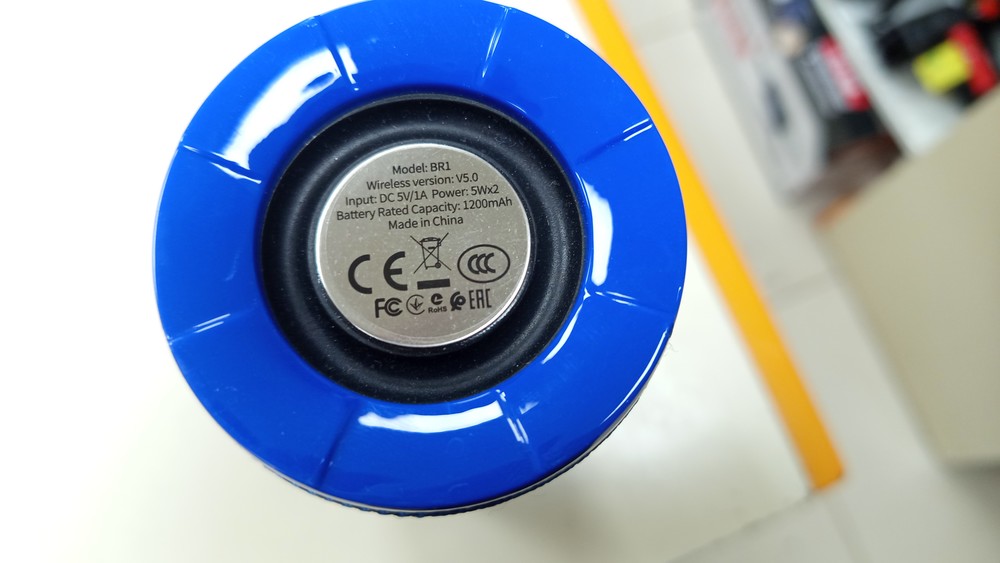 Model: BR1
Wireless version: V5.0
Input: DC 5V/1A Power: 5Wx2
Battery Rated Capacity: 1200mAh
Made in China
CE CCC
FC RoHS EAC